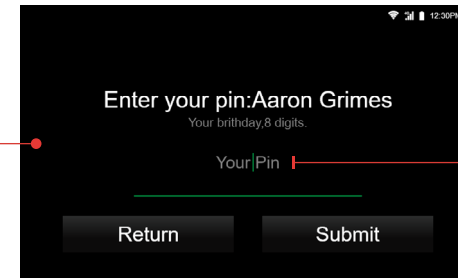 12:30PM
Enter your pin:Aaron Grimes
Your brithday,8 digits.
Your Pin
Return
Submit